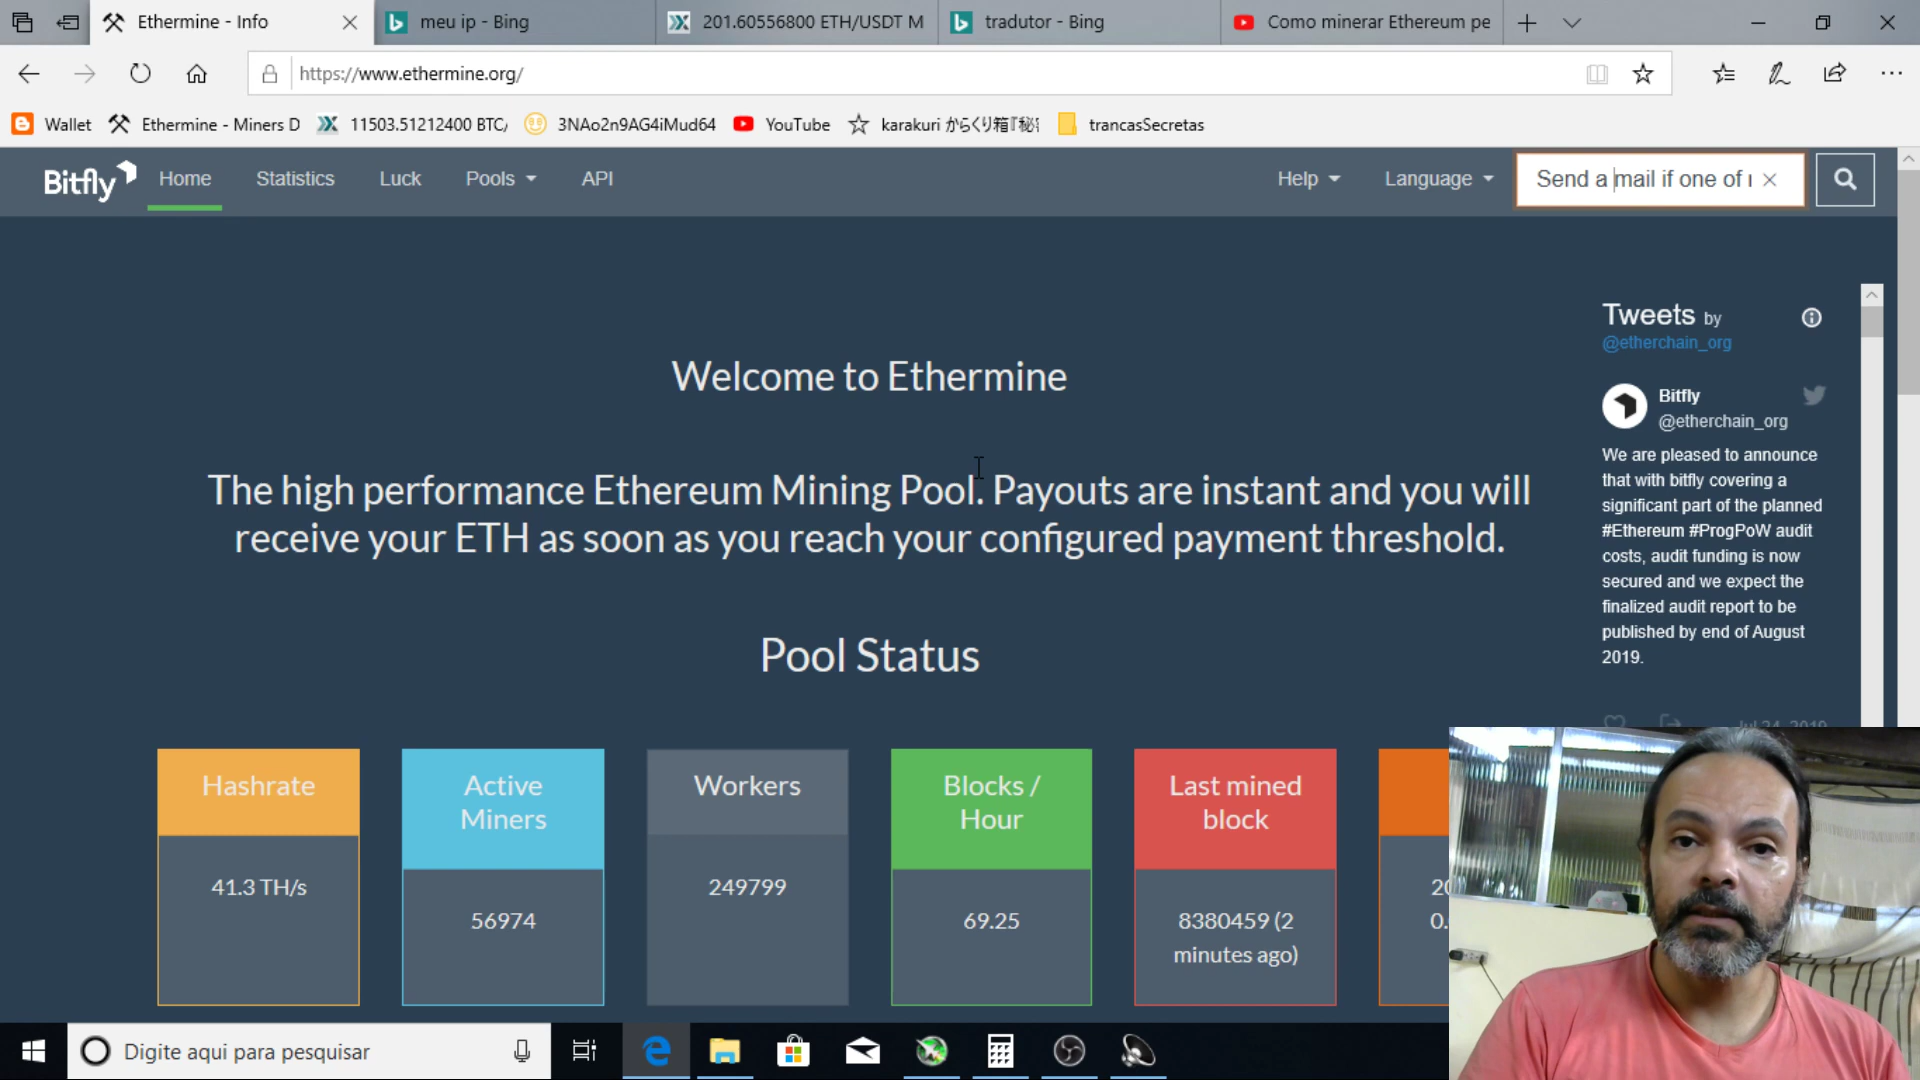 Ethermine - Info
meu ip - Bing
201.60556800 ETH/USDT M
tradutor - Bing
Como minerar Ethereum pe
https://www.ethermine.org/
Wallet
Ethermine - Miners D
11503.51212400 BTC/
3NAo2n9AG4iMud64
YouTube
karakuri からくり箱『秘
trancasSecretas
Bitfly
Home
Statistics
Luck
Pools
API
Help
Language
Send a mail if one of
Welcome to Ethermine
The high performance Ethereum Mining Pool. Payouts are instant and you will
receive your ETH as soon as you reach your configured payment threshold.
Pool Status
Hashrate
41.3 TH/s
Active
Miners
56974
Workers
249799
Blocks /
Hour
69.25
Last mined
block
8380459 (2
minutes ago)
Tweets by
@etherchain_org
Bitfly
@etherchain_org
We are pleased to announce
that with bitfly covering a
significant part of the planned
#Ethereum #ProgPoW audit
costs, audit funding is now
secured and we expect the
finalized audit report to be
published by end of August
2019.
Jul 24, 2019
Digite aqui para pesquisar